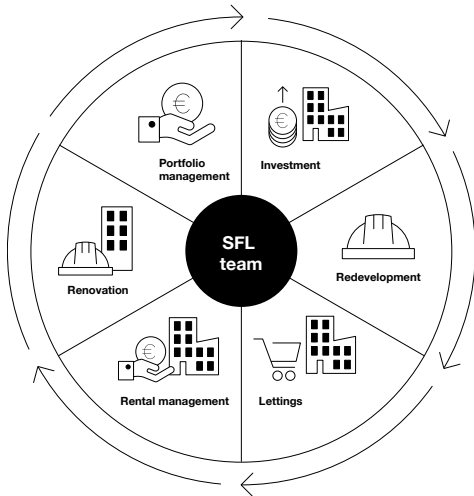 €
€
Portfolio
management
Investment
SFL
team
Redevelopment
Renovation
€
Rental management
Lettings